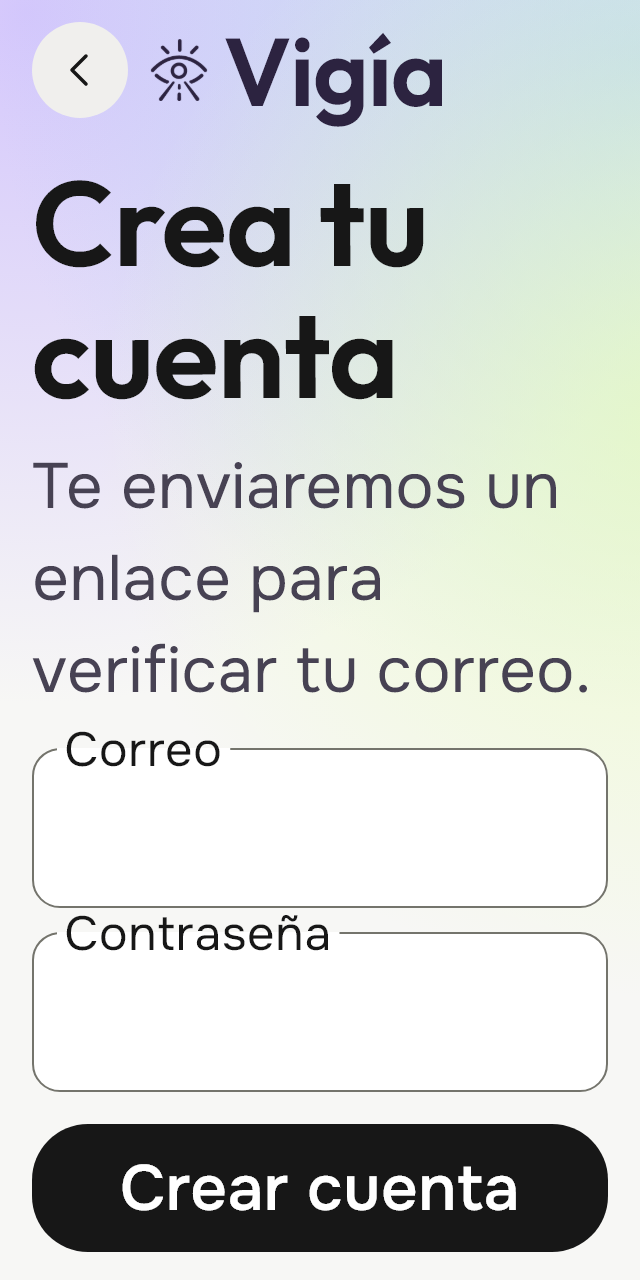 Vigía
Crea tu
cuenta
Te enviaremos un
enlace para
verificar tu correo.
Correo
Contraseña
Crear cuenta